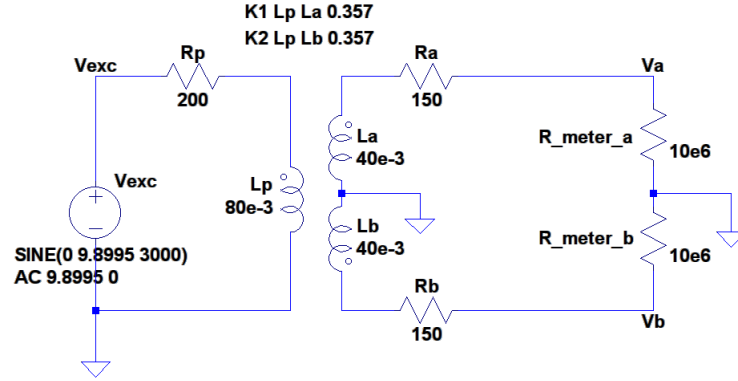 K1 Lp La 0.357
K2 Lp Lb 0.357
Vexc
Rp
200
Ra
150
Va
La
40e-3
R_meter_a
10e6
Vexc
Lp
80e-3
Lb
40e-3
R_meter_b
10e6
SINE(0 9.8995 3000)
AC 9.8995 0
Rb
150
Vb